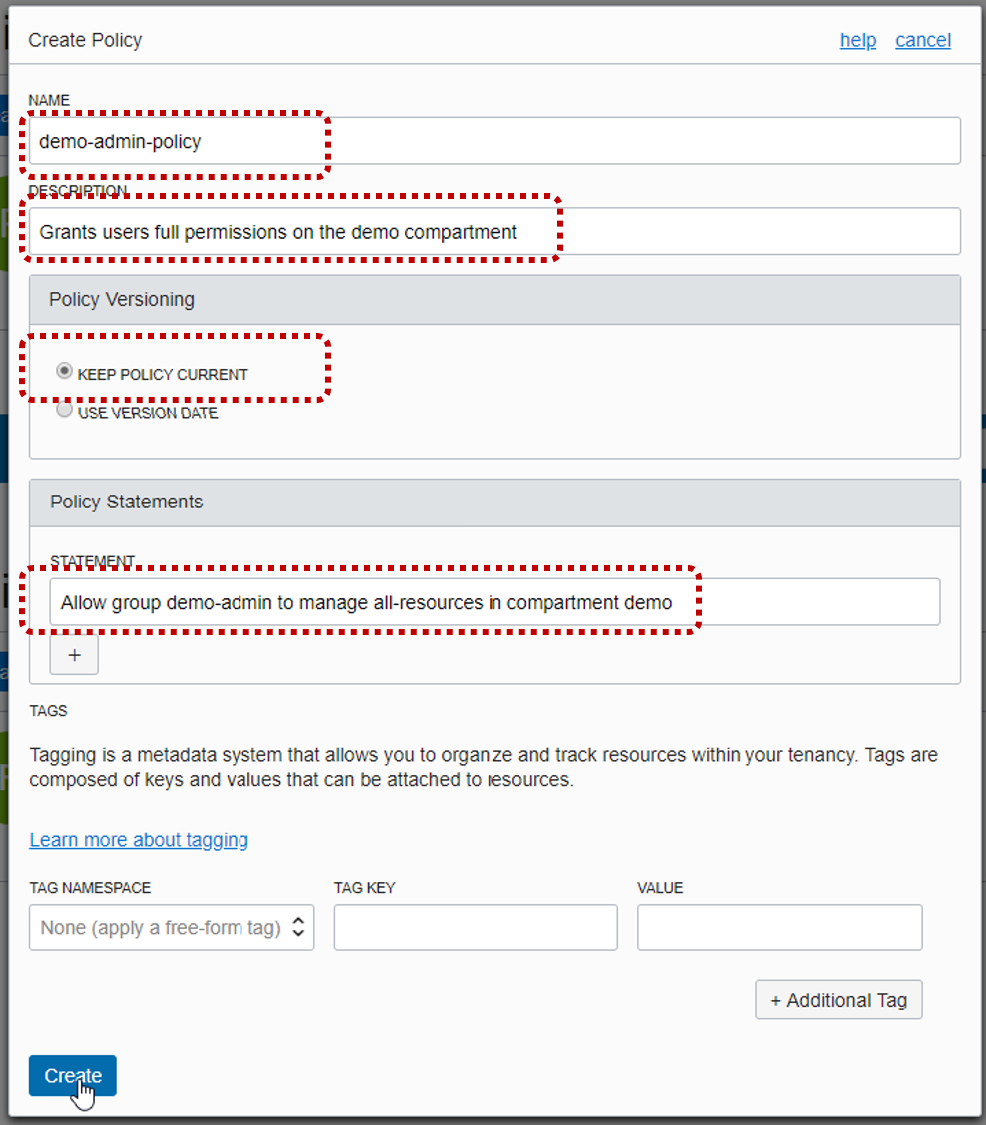 Create Policy
help cancel
NAME
demo-admin-policy
DESCRIPTION
Grants users full permissions on the demo compartment
Policy Versioning
KEEP POLICY CURRENT
USE VERSION DATE
Policy Statements
STATEMENT
Allow group demo-admin to manage all-resources in compartment demo
+
TAGS
Tagging is a metadata system that allows you to organze and track resources within your tenancy. Tags are
composed of keys and values that can be attached to resources.
Learn more about tagging
TAG NAMESPACE TAG KEY VALUE
None (apply a free-form tag)
+ Additional Tag
Create